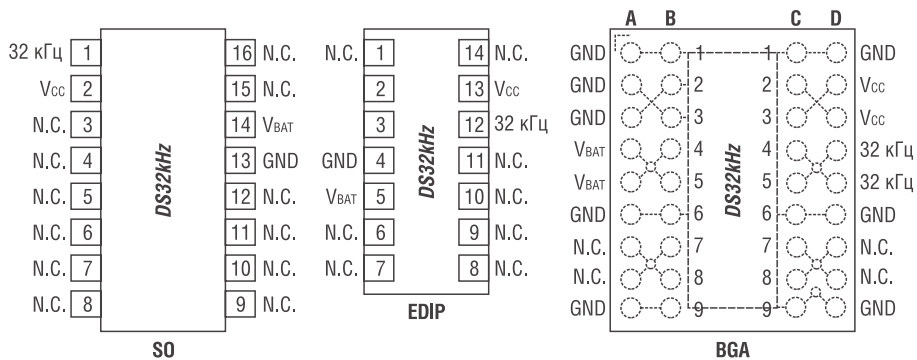 A B C D
32 кГц 1 16 N.C. N.C. 1 14 N.C. GND 1 1 GND
Vcc 2 15 N.C. 2 13 Vcc GND 2 2 Vcc
N.C. 3 14 VBAT 3 12 32 кГц GND 3 3 Vcc
N.C. 4 13 GND GND 4 11 N.C. VBAT 4 4 32 кГц
N.C. 5 12 N.C. VBAT 5 10 N.C. VBAT 5 5 32 кГц
N.C. 6 11 N.C. N.C. 6 9 N.C. GND 6 6 GND
N.C. 7 10 N.C. N.C. 7 8 N.C. N.C. 7 7 N.C.
N.C. 8 9 N.C. N.C. 8 8 N.C.
GND 9 9 GND
DS32kHz DS32kHz DS32kHz
SO EDIP BGA